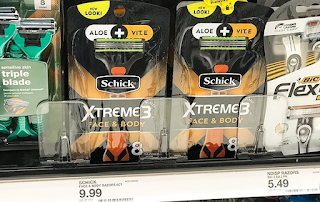 8
NEW LOOK!
ALOE + VIT.E
Schick
XTREME3
FACE & BODY
8
NEW LOOK!
ALOE + VIT.E
Schick
XTREME3
FACE & BODY
8
sensitive skin
triple
blade
BIC
Flex
SCHICK
9.99
5.49